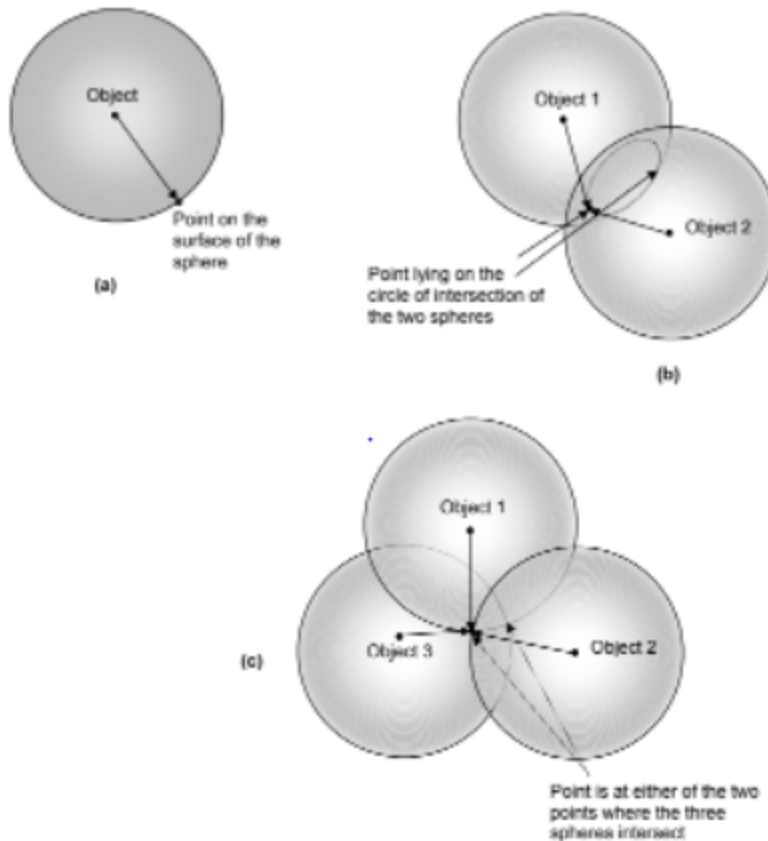 Object
Point on the
surface of the
sphere
(a)
Object 1
Object 2
Point lying on the
circle of intersection of
the two spheres
(b)
Object 1
Object 3
Object 2
(c)
Point is at either of the two
points where the three
spheres intersect